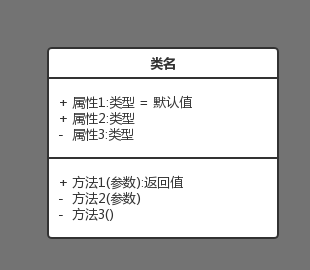 类名
+ 属性1:类型 = 默认值
+ 属性2:类型
- 属性3:类型
+ 方法1(参数):返回值
- 方法2(参数)
- 方法3()